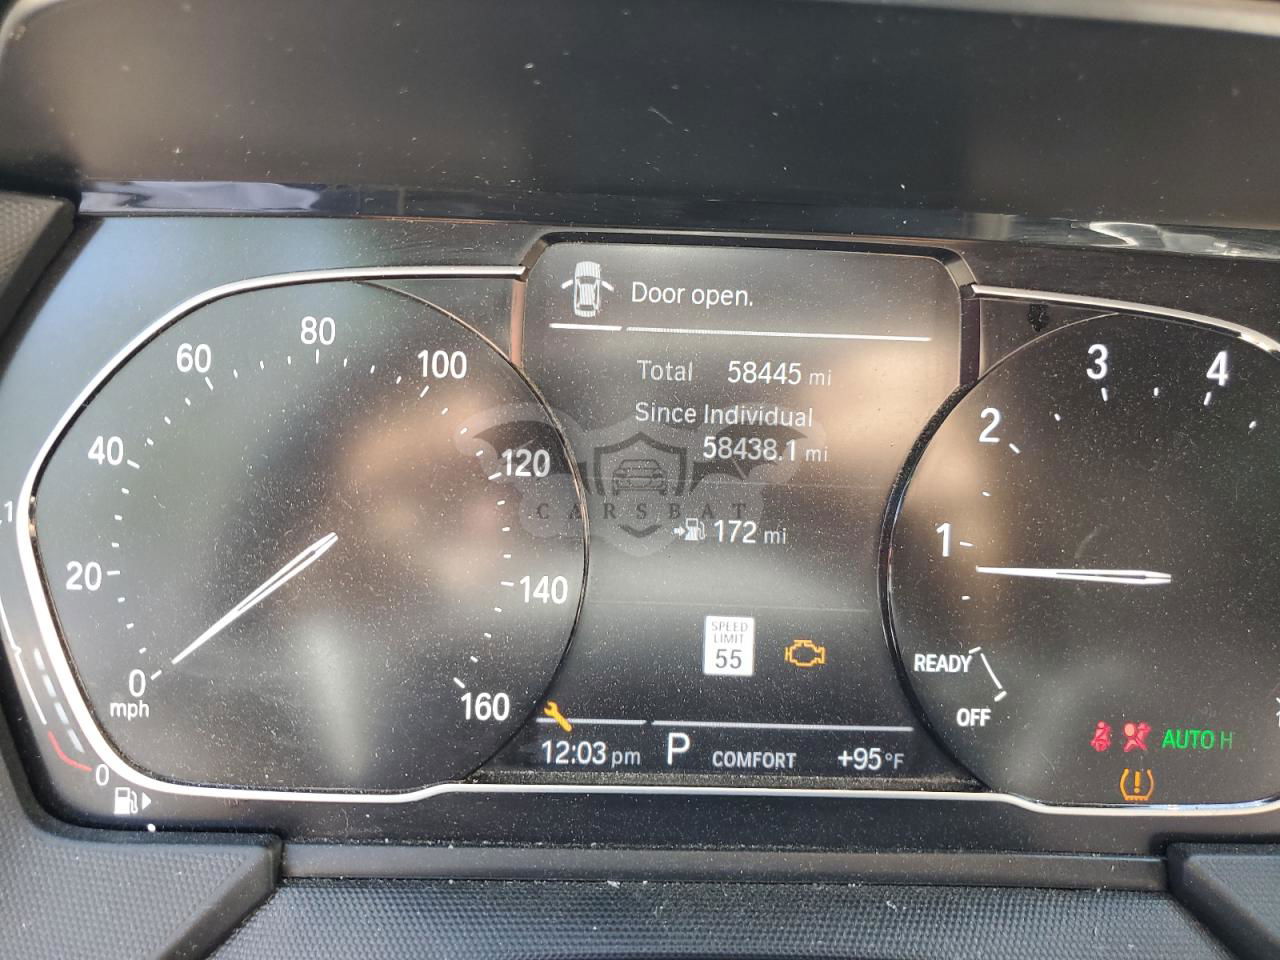 Door open.
Total 58445 mi
Since Individual
58438.1 mi
CARSBAT
172 mi
SPEED
LIMIT
55
12:03 pm P COMFORT +95°F
0
20
40
60
80
100
120
140
160
mph
0
1
2
3
4
READY
OFF
AUTO H